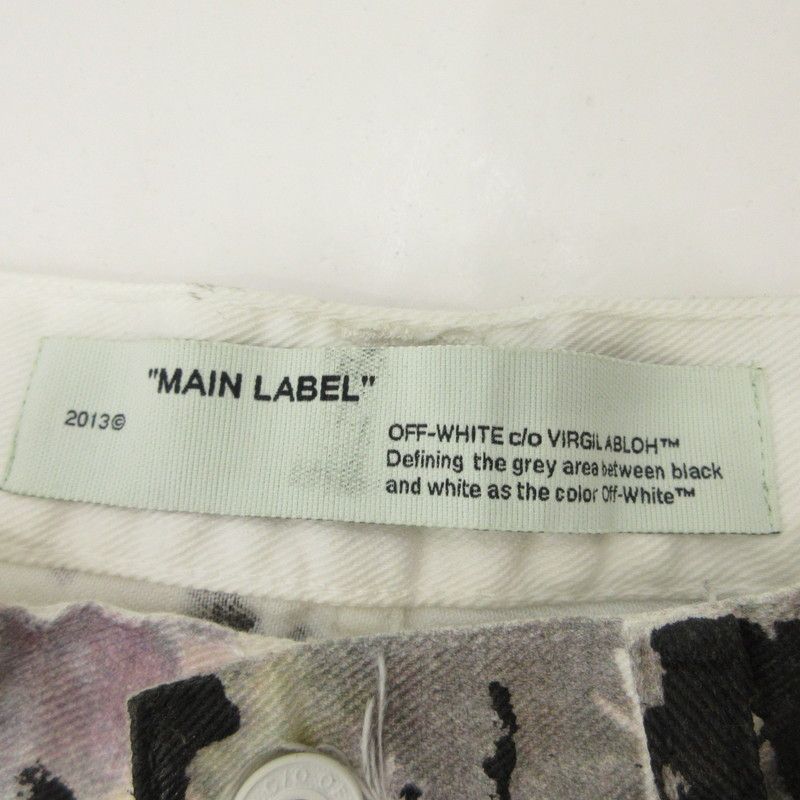 "MAIN LABEL"
2013©
OFF-WHITE c/o VIRGIL ABLOH™
Defining the grey area between black
and white as the color Off-White™